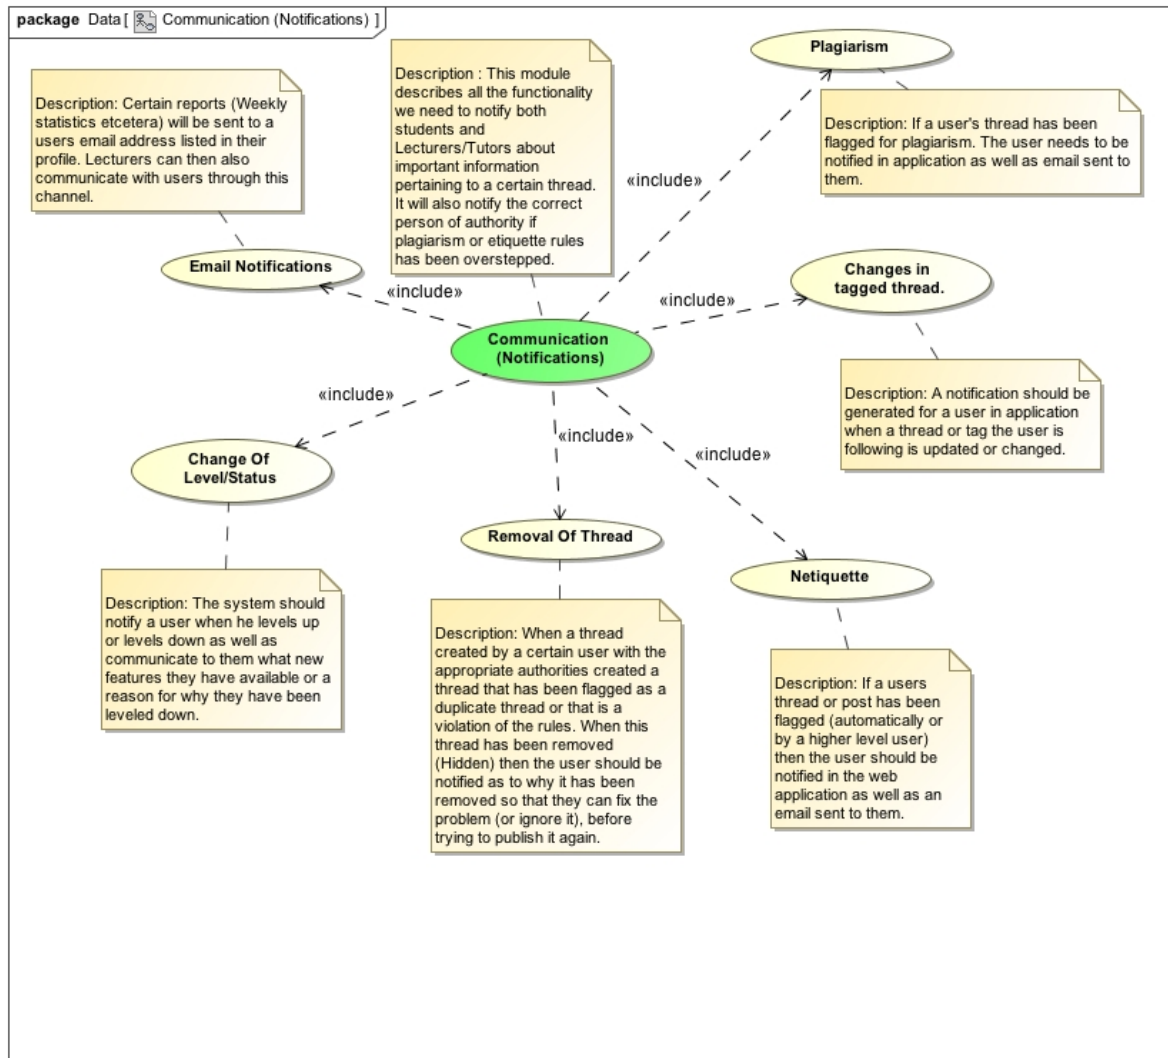 package Data [ Communication (Notifications) ]
Plagiarism
Description: If a user's thread has been
flagged for plagiarism. The user needs to be
notified in application as well as email sent to
them.
Description : This module
describes all the functionality
we need to notify both
students and
Lecturers/Tutors about
important information
pertaining to a certain thread.
It will also notify the correct
person of authority if
plagiarism or etiquette rules
has been overstepped.
Description: Certain reports (Weekly
statistics etcetera) will be sent to a
users email address listed in their
profile. Lecturers can then also
communicate with users through this
channel.
«include»
Email Notifications
«include»
«include»
Changes in
tagged thread.
Communication
(Notifications)
Description: A notification should be
generated for a user in application
when a thread or tag the user is
following is updated or changed.
«include»
«include»
«include»
Change Of
Level/Status
Removal Of Thread
Netiquette
Description: The system should
notify a user when he levels up
or levels down as well as
communicate to them what new
features they have available or a
reason for why they have been
leveled down.
Description: When a thread
created by a certain user with the
appropriate authorities created a
thread that has been flagged as a
duplicate thread or that is a
violation of the rules. When this
thread has been removed
(Hidden) then the user should be
notified as to why it has been
removed so that they can fix the
problem (or ignore it), before
trying to publish it again.
Description: If a users
thread or post has been
flagged (automatically or
by a higher level user)
then the user should be
notified in the web
application as well as an
email sent to them.